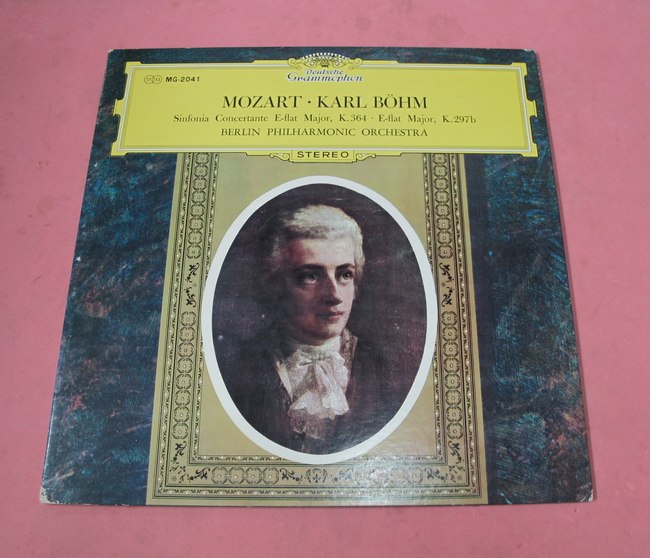 Deutsche
Grammophon
STEREO MG-2041
MOZART · KARL BÖHM
Sinfonia Concertante E-flat Major, K.364 · E-flat Major, K.297b
BERLIN PHILHARMONIC ORCHESTRA
STEREO